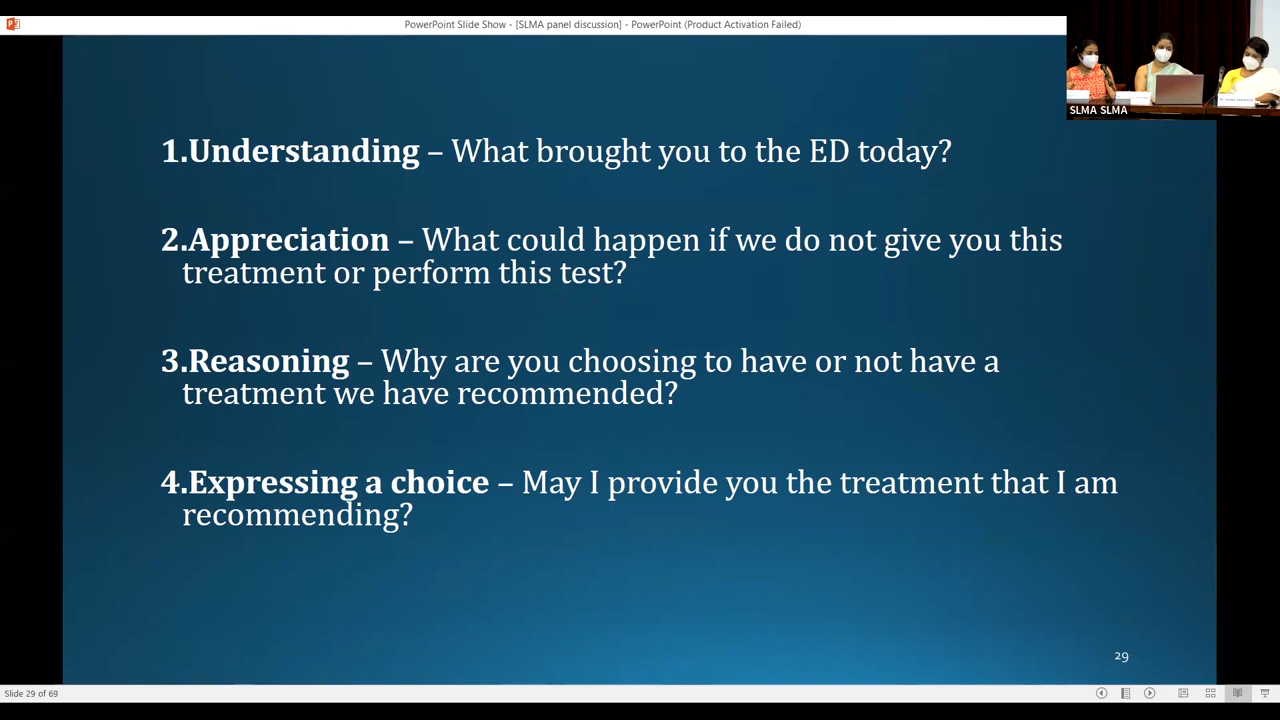 PowerPoint Slide Show - [SLMA panel discussion] - PowerPoint (Product Activation Failed)
SLMA SLMA
1.Understanding – What brought you to the ED today?
2.Appreciation – What could happen if we do not give you this
treatment or perform this test?
3.Reasoning – Why are you choosing to have or not have a
treatment we have recommended?
4.Expressing a choice – May I provide you the treatment that I am
recommending?
29
Slide 29 of 69